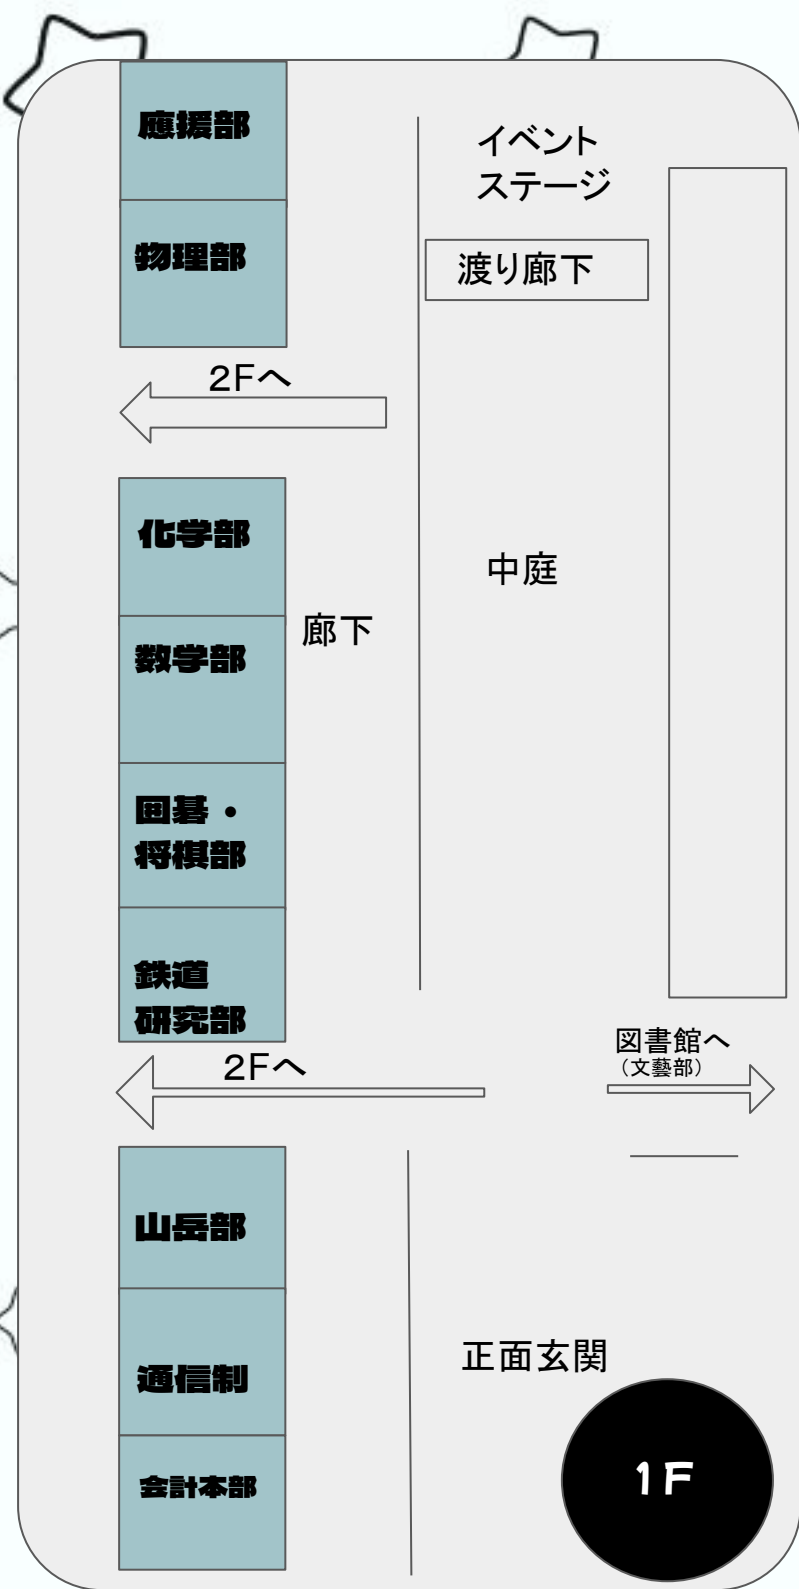 應援部
イベント
ステージ
物理部
渡り廊下
2Fへ
化学部
中庭
廊下
数学部
囲碁・
将棋部
鉄道
研究部
図書館へ
（文藝部）
2Fへ
山岳部
正面玄関
通信制
会計本部
1F